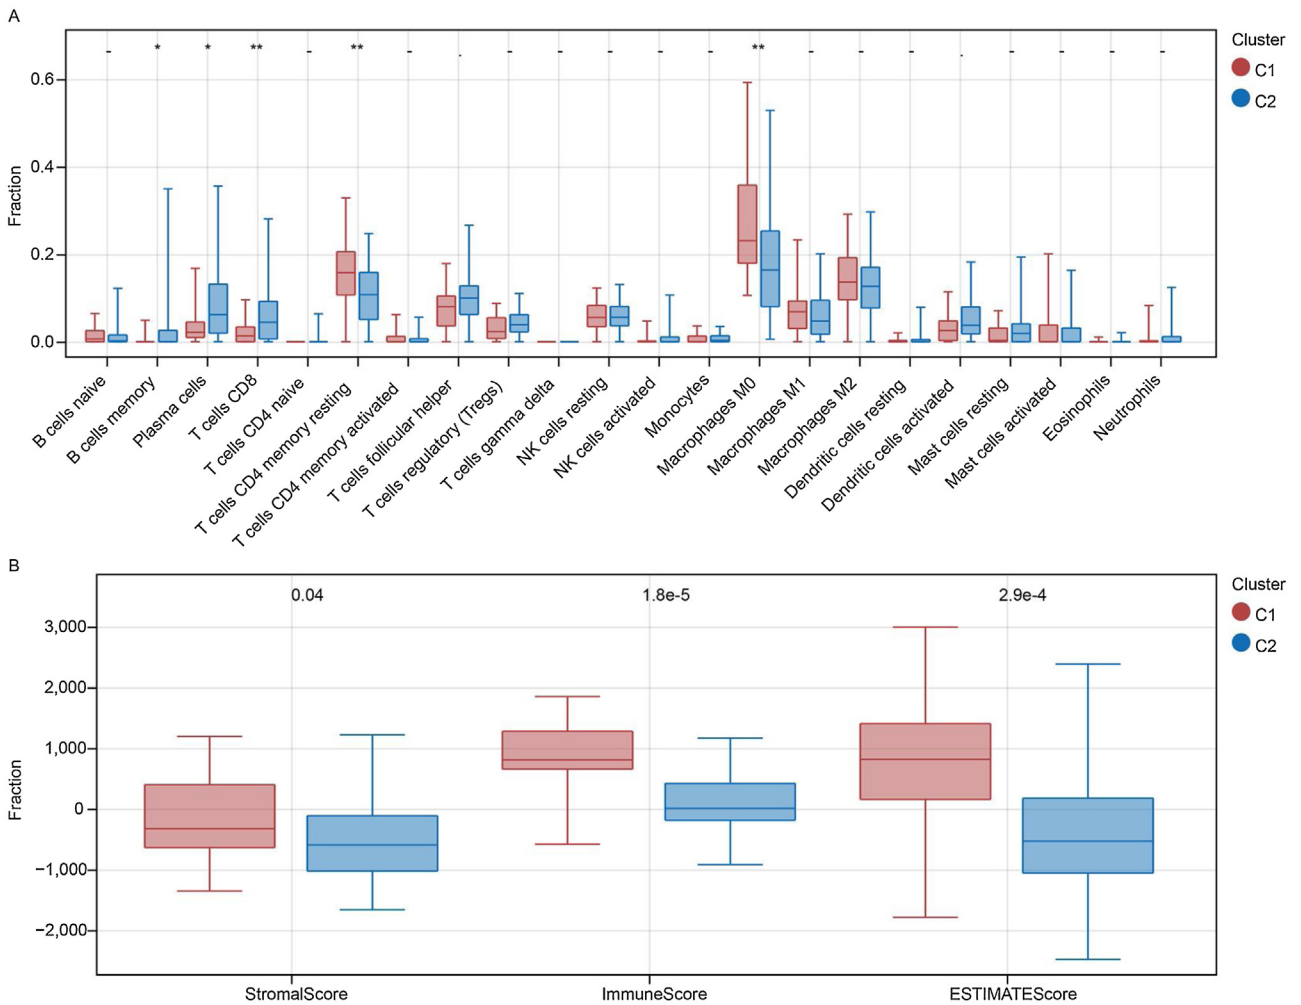 A
- * * ** - ** - . - - - - - ** - - - . - - - -
Cluster
C1
C2
Fraction
0.6
0.4
0.2
0.0
B cells naive
B cells memory
Plasma cells
T cells CD8
T cells CD4 naive
T cells CD4 memory resting
T cells CD4 memory activated
T cells follicular helper
T cells regulatory (Tregs)
T cells gamma delta
NK cells resting
NK cells activated
Monocytes
Macrophages M0
Macrophages M1
Macrophages M2
Dendritic cells resting
Dendritic cells activated
Mast cells resting
Mast cells activated
Eosinophils
Neutrophils
B
0.04 1.8e-5 2.9e-4
Cluster
C1
C2
Fraction
3,000
2,000
1,000
0
−1,000
−2,000
StromalScore ImmuneScore ESTIMATEScore